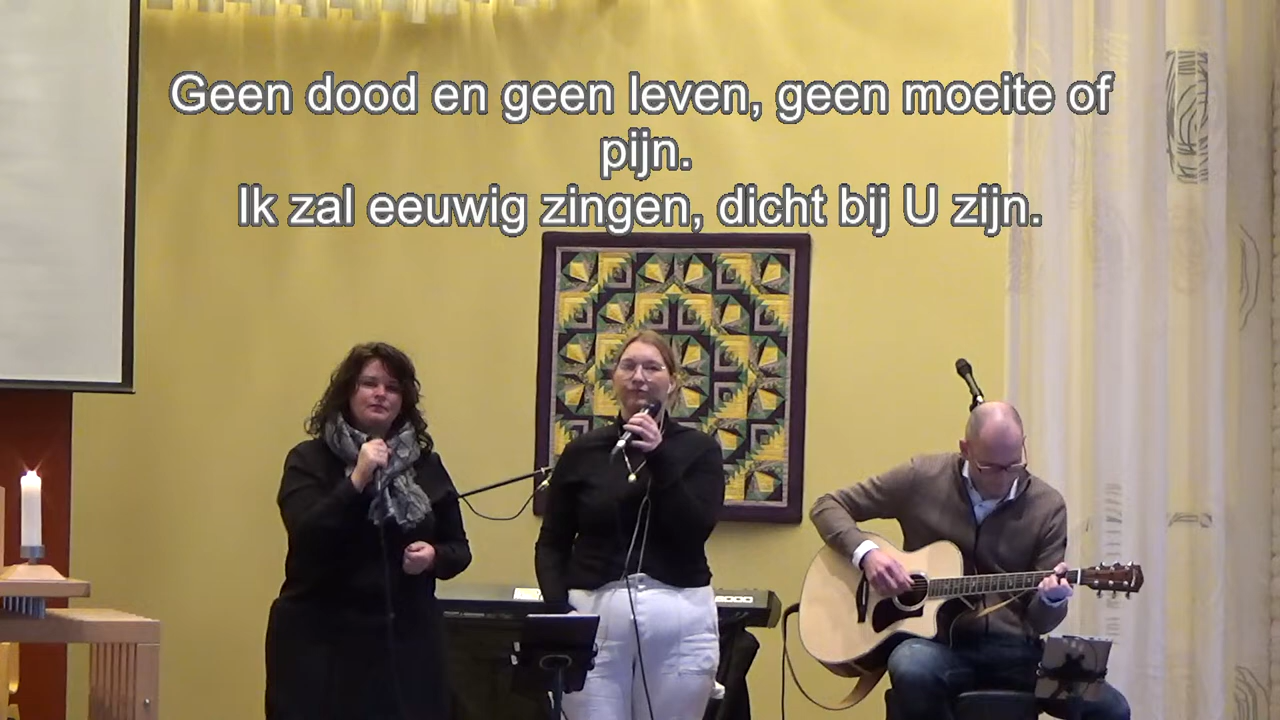 Geen dood en geen leven, geen moeite of
pijn.
Ik zal eeuwig zingen, dicht bij U zijn.